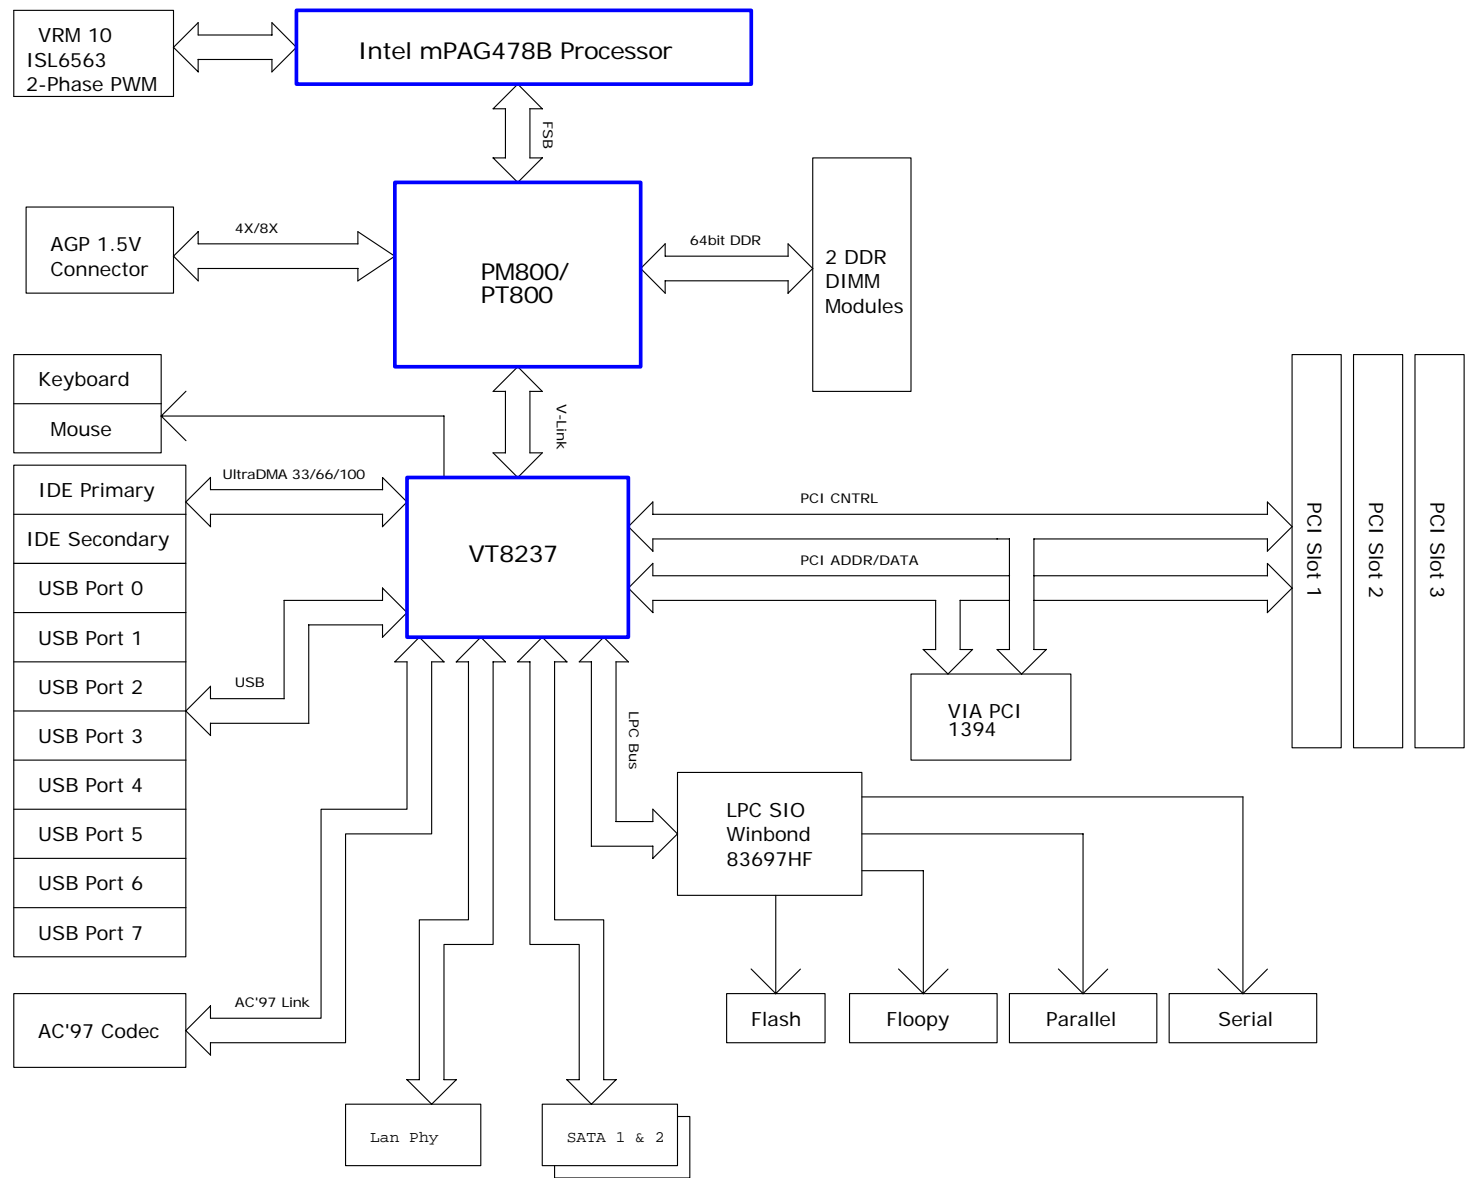 VRM 10
ISL6563
2-Phase PWM
Intel mPAG478B Processor
FSB
AGP 1.5V
Connector
4X/8X
PM800/
PT800
64bit DDR
2 DDR
DIMM
Modules
Keyboard
Mouse
V-Link
IDE Primary
UltraDMA 33/66/100
IDE Secondary
USB Port 0
USB Port 1
USB Port 2
USB Port 3
USB Port 4
USB Port 5
USB Port 6
USB Port 7
USB
VT8237
PCI CNTRL
PCI ADDR/DATA
PCI Slot 1
PCI Slot 2
PCI Slot 3
VIA PCI
1394
LPC Bus
LPC SIO
Winbond
83697HF
AC'97 Link
AC'97 Codec
Flash
Floopy
Parallel
Serial
Lan Phy
SATA 1 & 2